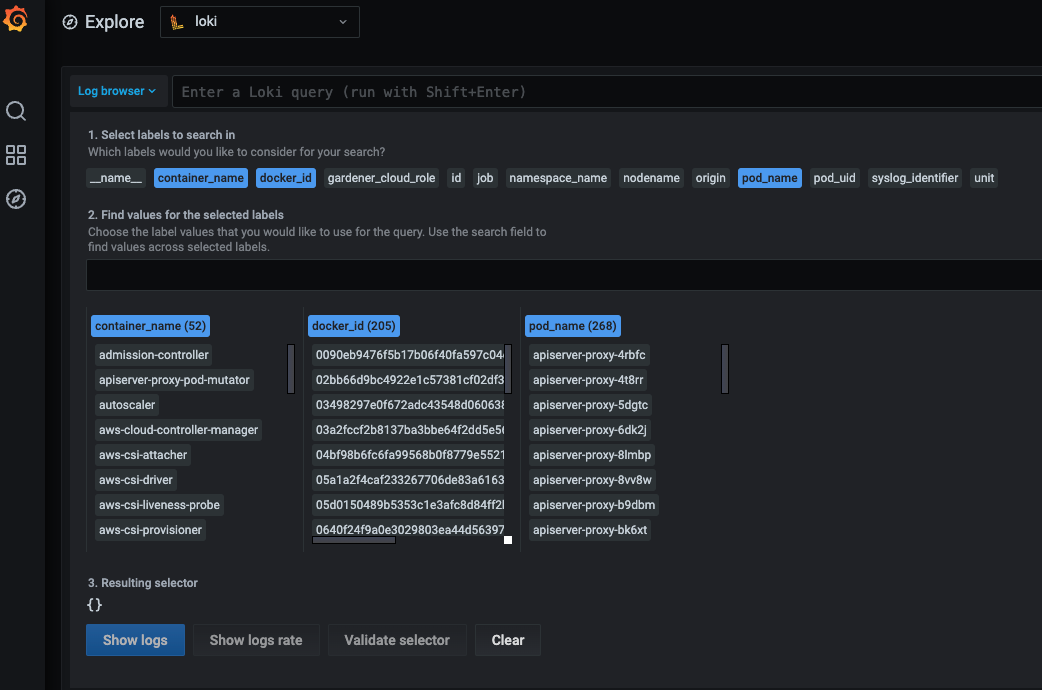 Explore
loki
Log browser
Enter a Loki query (run with Shift+Enter)
1. Select labels to search in
Which labels would you like to consider for your search?
__name__ container_name docker_id gardener_cloud_role id job namespace_name nodename origin pod_name pod_uid syslog_identifier unit
2. Find values for the selected labels
Choose the label values that you would like to use for the query. Use the search field to
find values across selected labels.
container_name (52)
admission-controller
apiserver-proxy-pod-mutator
autoscaler
aws-cloud-controller-manager
aws-csi-attacher
aws-csi-driver
aws-csi-liveness-probe
aws-csi-provisioner
docker_id (205)
0090eb9476f5b17b06f40fa597c04
02bb66d9bc4922e1c57381cf02df3
03498297e0f672adc43548d060638
03a2fccf2b8137ba3bbe64f2dd5e5
04bf98b6fc6fa99568b0f8779e5521
05a1a2f4caf233267706de83a6163
05d0150489b5353c1e3afc8d84ff2
0640f24f9a0e3029803ea44d56397
pod_name (268)
apiserver-proxy-4rbfc
apiserver-proxy-4t8rr
apiserver-proxy-5dgtc
apiserver-proxy-6dk2j
apiserver-proxy-8lmbp
apiserver-proxy-8vv8w
apiserver-proxy-b9dbm
apiserver-proxy-bk6xt
3. Resulting selector
{}
Show logs Show logs rate Validate selector Clear